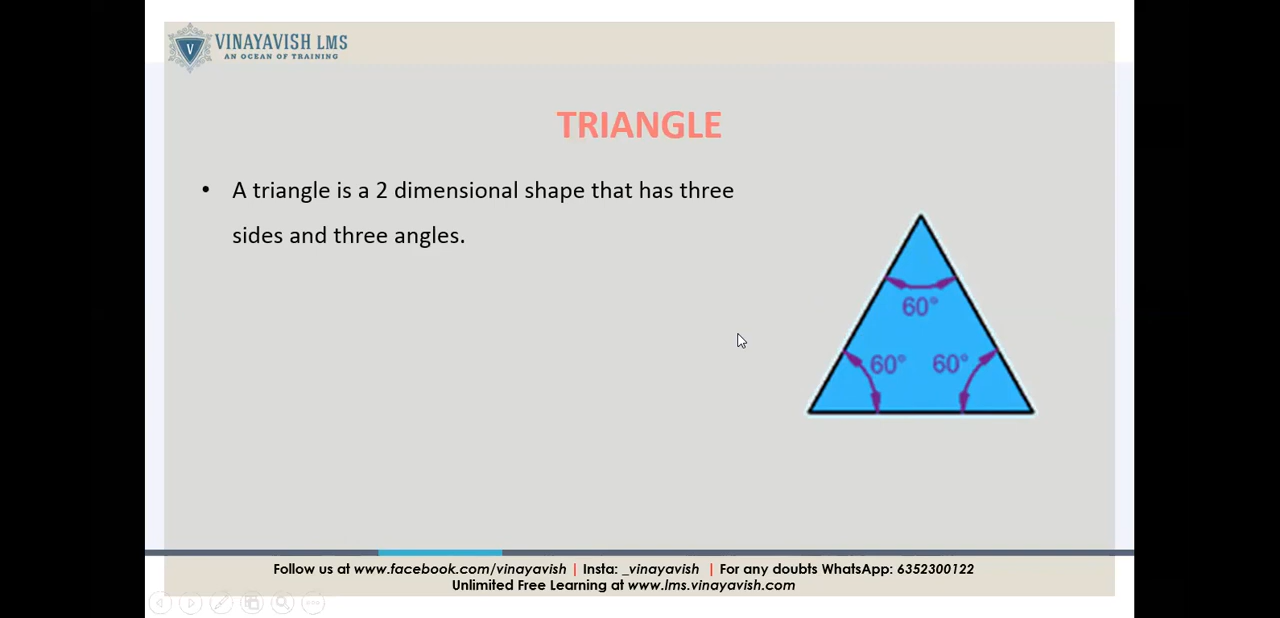 VINAYAVISH LMS
AN OCEAN OF TRAINING
TRIANGLE
• A triangle is a 2 dimensional shape that has three
sides and three angles.
60°
60° 60°
Follow us at www.facebook.com/vinayavish | Insta: _vinayavish | For any doubts WhatsApp: 6352300122
Unlimited Free Learning at www.lms.vinayavish.com